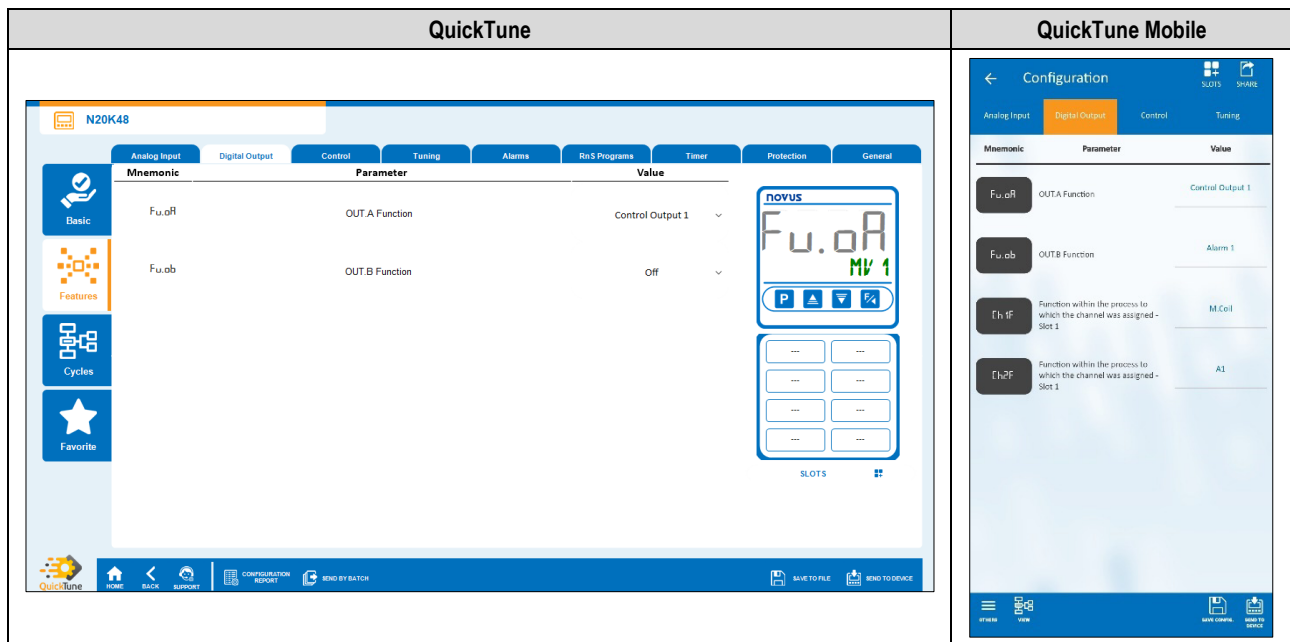 QuickTune
QuickTune Mobile
N20K48
Analog Input Digital Output Control Tuning Alarms RnS Programs Timer Protection General
Mnemonic Parameter Value
Fu.oA OUT.A Function Control Output 1
Fu.ob OUT.B Function Off
Basic
Features
Cycles
Favorite
novus
Fu.oA
MV 1
P F/4
--- ---
--- ---
--- ---
--- ---
SLOTS
QuickTune
HOME BACK SUPPORT
CONFIGURATION
REPORT
SEND BY BATCH
SAVE TO FILE SEND TO DEVICE
Configuration
SLOTS SHARE
Analog Input Digital Output Control Tuning
Mnemonic Parameter Value
Fu.oA OUT.A Function Control Output 1
Fu.ob OUT.B Function Alarm 1
Ch1F
Function within the process to
which the channel was assigned -
Slot 1
M.Coil
Ch2F
Function within the process to
which the channel was assigned -
Slot 1
A1
OTHERS VIEW
SAVE CONFIG.
SEND TO
DEVICE